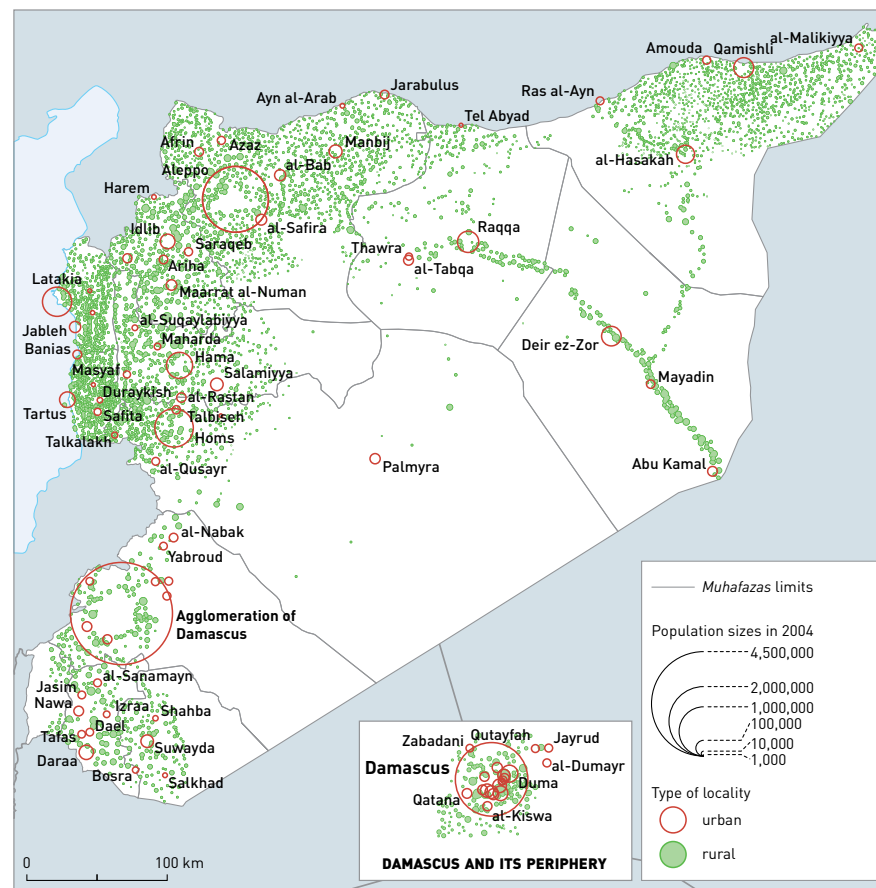 al-Malikiyya
Amouda
Qamishli
Jarabulus
Ayn al-Arab
Ras al-Ayn
Tel Abyad
Afrin
Azaz
Manbij
Aleppo
al-Bab
al-Hasakah
Harem
al-Safira
Idlib
Saraqeb
Raqqa
Thawra
Ariha
al-Tabqa
Latakia
Maarrat al-Numan
al-Suqaylabiyya
Jableh
Maharda
Deir ez-Zor
Banias
Hama
Masyaf
Salamiyya
Mayadin
Duraykish
al-Rastan
Tartus
Safita
Talbiseh
Talkalakh
Homs
al-Qusayr
Palmyra
Abu Kamal
al-Nabak
Yabroud
Agglomeration of
Damascus
al-Sanamayn
Jasim
Nawa
Izraa
Shahba
Dael
Tafas
Suwayda
Daraa
Bosra
Salkhad
0
100 km
Zabadani
Qutayfah
Jayrud
Damascus
al-Dumayr
Duma
Qatana
al-Kiswa
DAMASCUS AND ITS PERIPHERY
Muhafazas limits
Population sizes in 2004
4,500,000
2,000,000
1,000,000
100,000
10,000
1,000
Type of locality
urban
rural